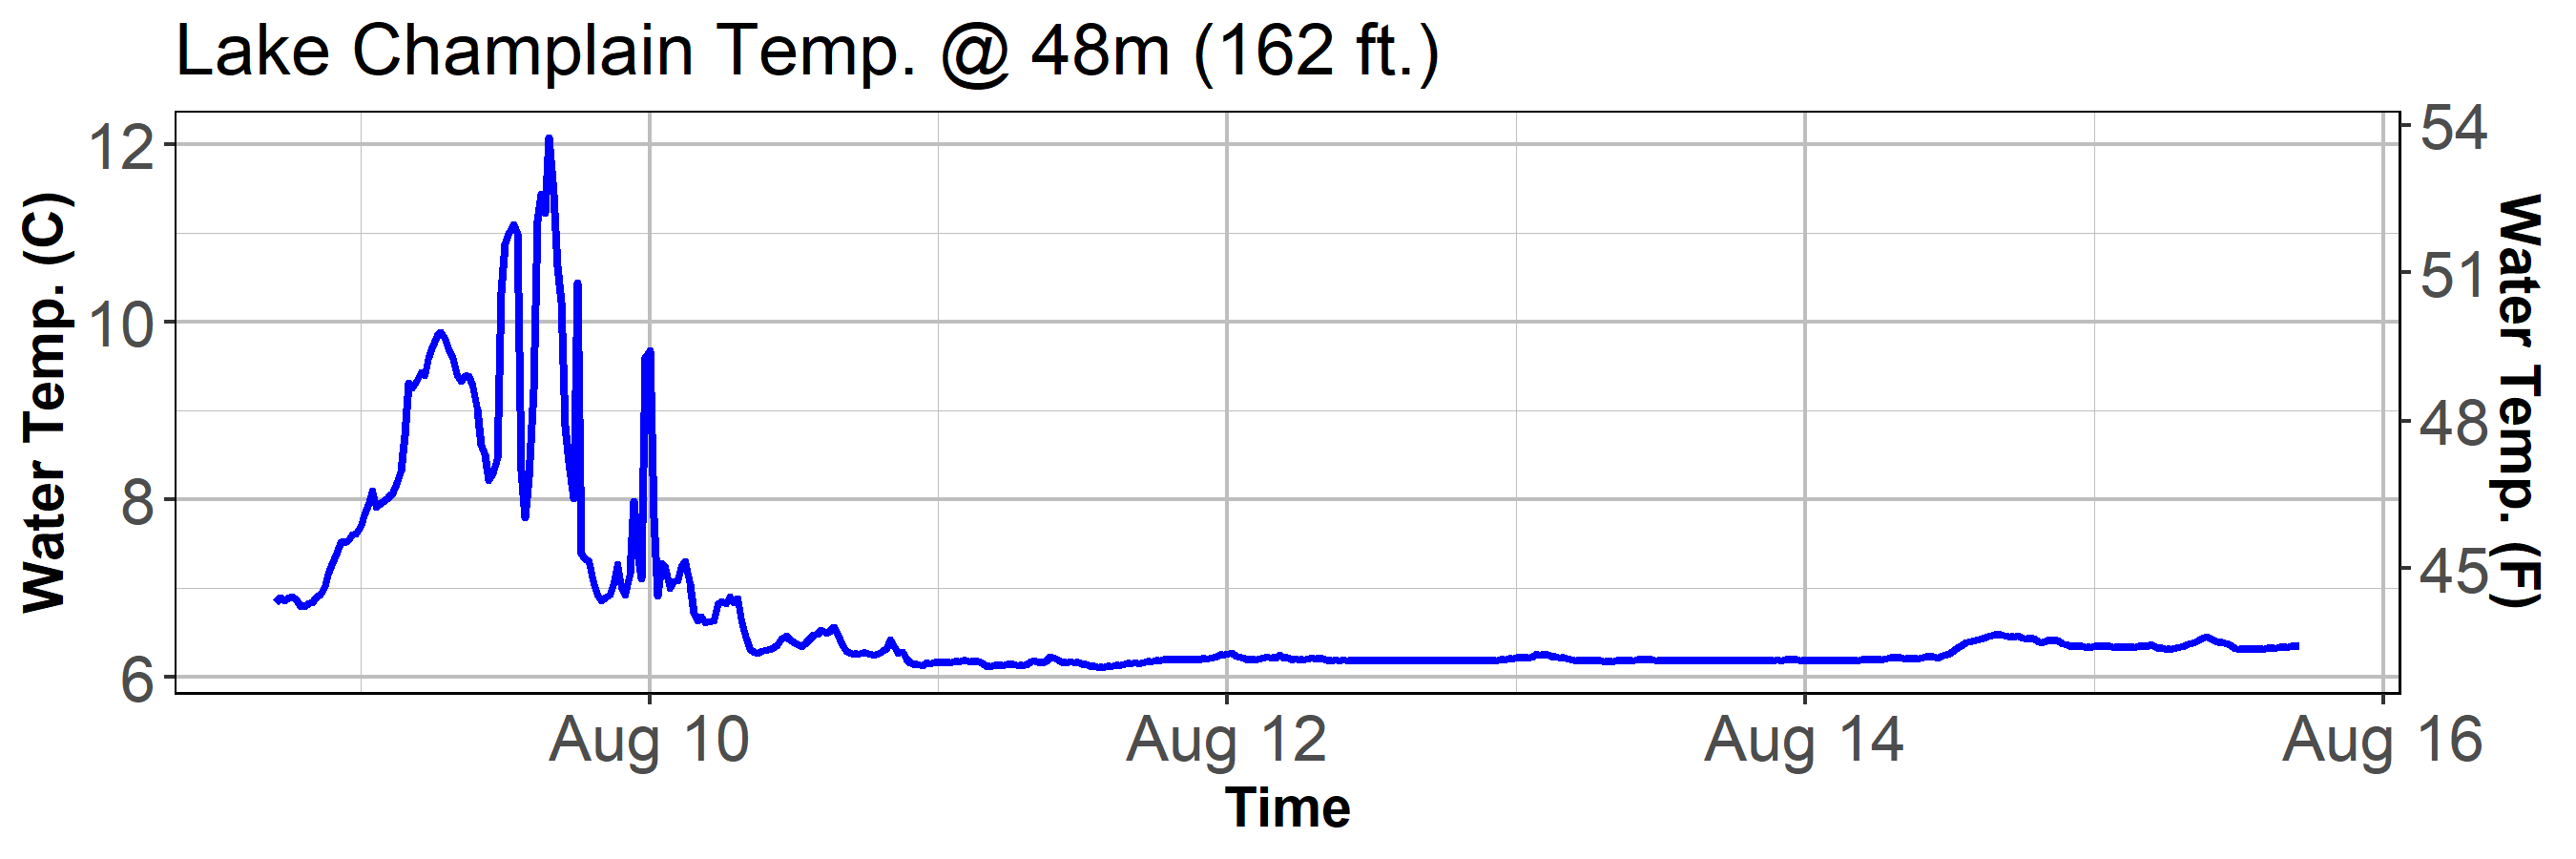 Lake Champlain Temp. @ 48m (162 ft.)
Water Temp. (C)
12
10
8
6
54
51
48
45
Water Temp. (F)
Aug 10
Aug 12
Aug 14
Aug 16
Time